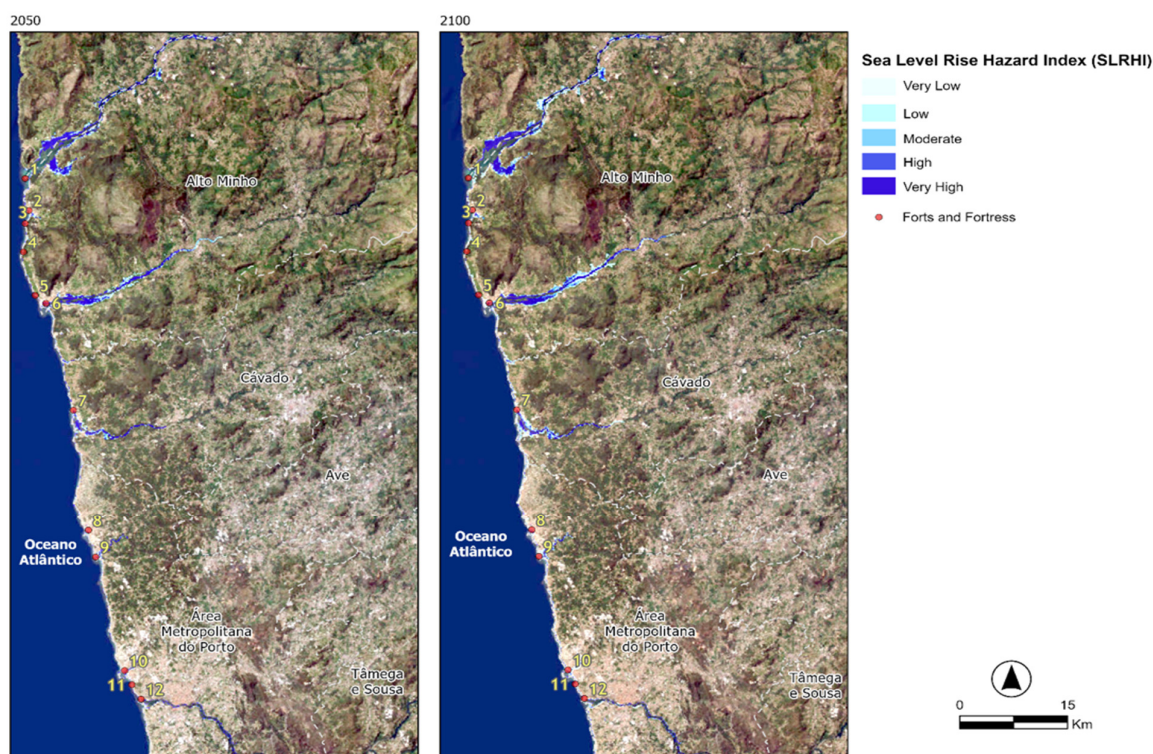 2050
2100
1
2
3
4
5
6
7
8
9
10
11
12
Alto Minho
Cávado
Ave
Oceano
Atlântico
Área
Metropolitana
do Porto
Tâmega
e Sousa
1
2
3
4
5
6
7
8
9
10
11
12
Alto Minho
Cávado
Ave
Oceano
Atlântico
Área
Metropolitana
do Porto
Tâmega
e Sousa
Sea Level Rise Hazard Index (SLRHI)
Very Low
Low
Moderate
High
Very High
Forts and Fortress
0 15
Km